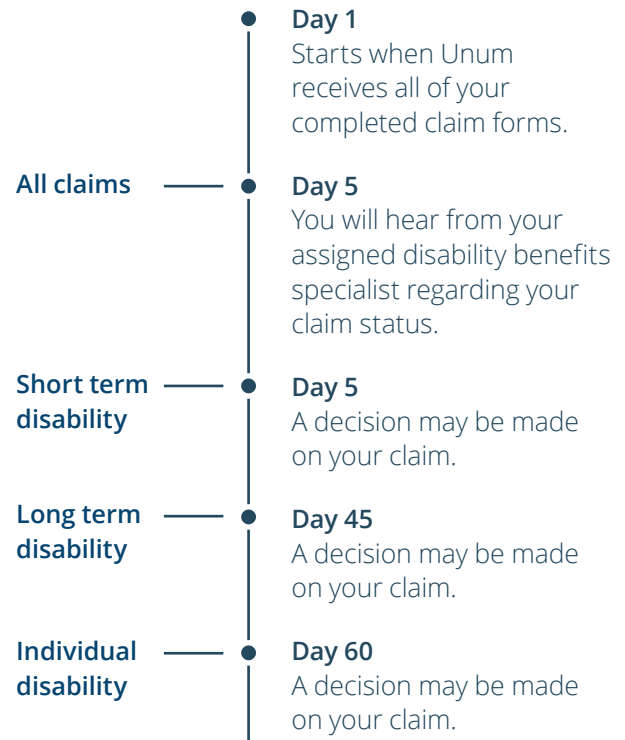 Day 1
Starts when Unum
receives all of your
completed claim forms.
All claims
Day 5
You will hear from your
assigned disability benefits
specialist regarding your
claim status.
Short term
disability
Day 5
A decision may be made
on your claim.
Long term
disability
Day 45
A decision may be made
on your claim.
Individual
disability
Day 60
A decision may be made
on your claim.